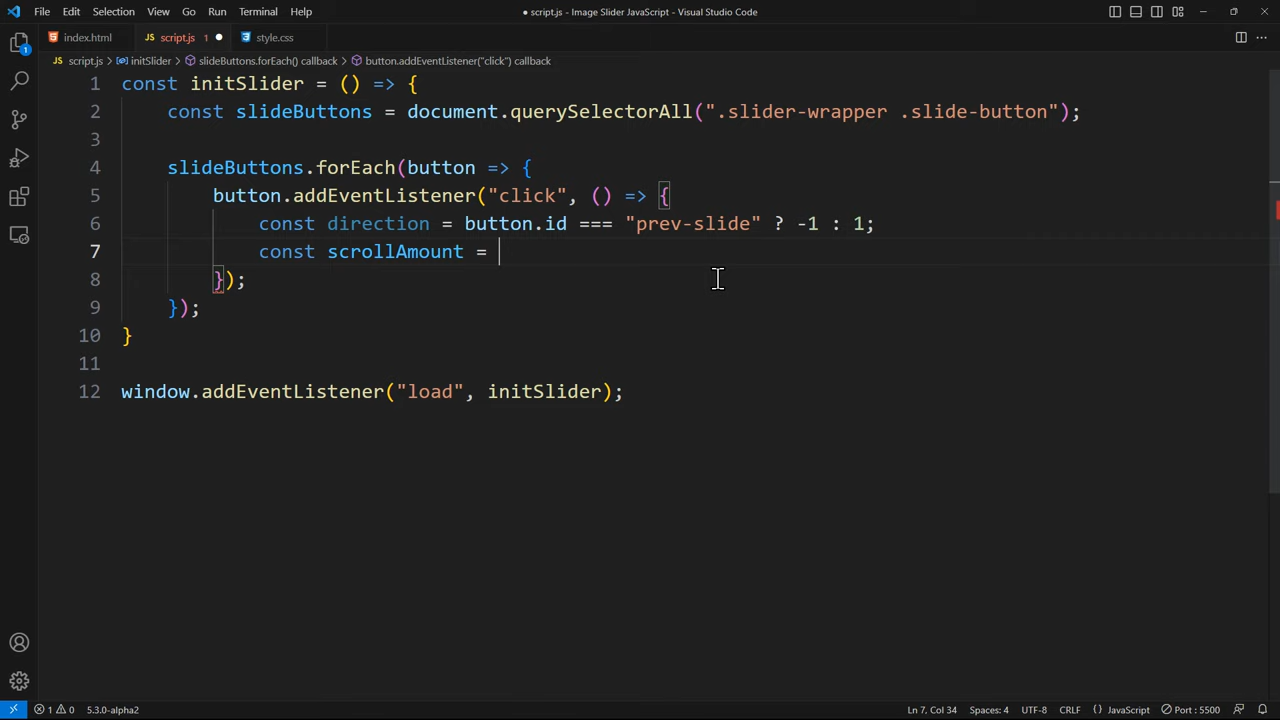 File Edit Selection View Go Run Terminal Help
● script.js - Image Slider JavaScript - Visual Studio Code
index.html JS script.js 1 ● style.css
JS script.js > initSlider > slideButtons.forEach() callback > button.addEventListener("click") callback
1 const initSlider = () => {
2 const slideButtons = document.querySelectorAll(".slider-wrapper .slide-button");
3
4 slideButtons.forEach(button => {
5 button.addEventListener("click", () => {
6 const direction = button.id === "prev-slide" ? -1 : 1;
7 const scrollAmount =
8 });
9 });
10 }
11
12 window.addEventListener("load", initSlider);
1
1 0 5.3.0-alpha2 Ln 7, Col 34 Spaces: 4 UTF-8 CRLF {} JavaScript Port : 5500